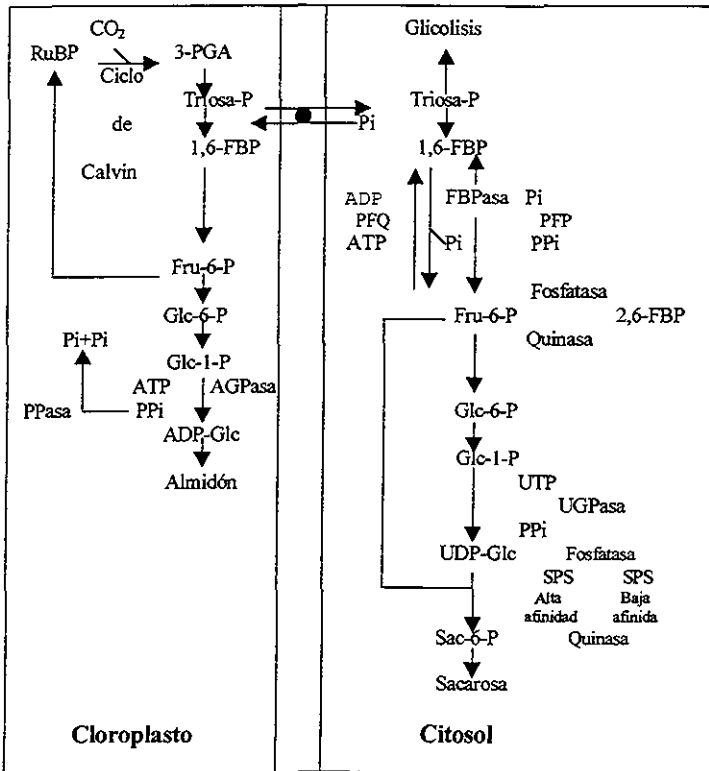 CO₂
RuBP
3-PGA
Ciclo
Triosa-P
de
1,6-FBP
Calvin
Fru-6-P
Glc-6-P
Pi+Pi
Glc-1-P
ATP
AGPasa
PPasa
PPi
ADP-Glc
Almidón
Cloroplasto
Pi
Glicolisis
Triosa-P
1,6-FBP
ADP
FBPasa
Pi
PFQ
PFP
ATP
Pi
PPi
Fosfatasa
Fru-6-P
2,6-FBP
Quinasa
Glc-6-P
Glc-1-P
UTP
UGPasa
PPi
UDP-Glc
Fosfatasa
SPS
Alta
afinidad
SPS
Baja
afinida
Sac-6-P
Quinasa
Sacarosa
Citosol